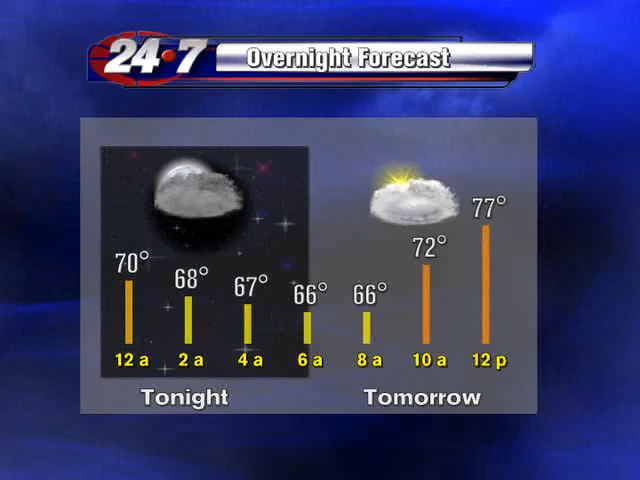 24•7 Overnight Forecast
77°
72°
70°
68° 67° 66° 66°
12 a 2 a 4 a 6 a 8 a 10 a 12 p
Tonight Tomorrow